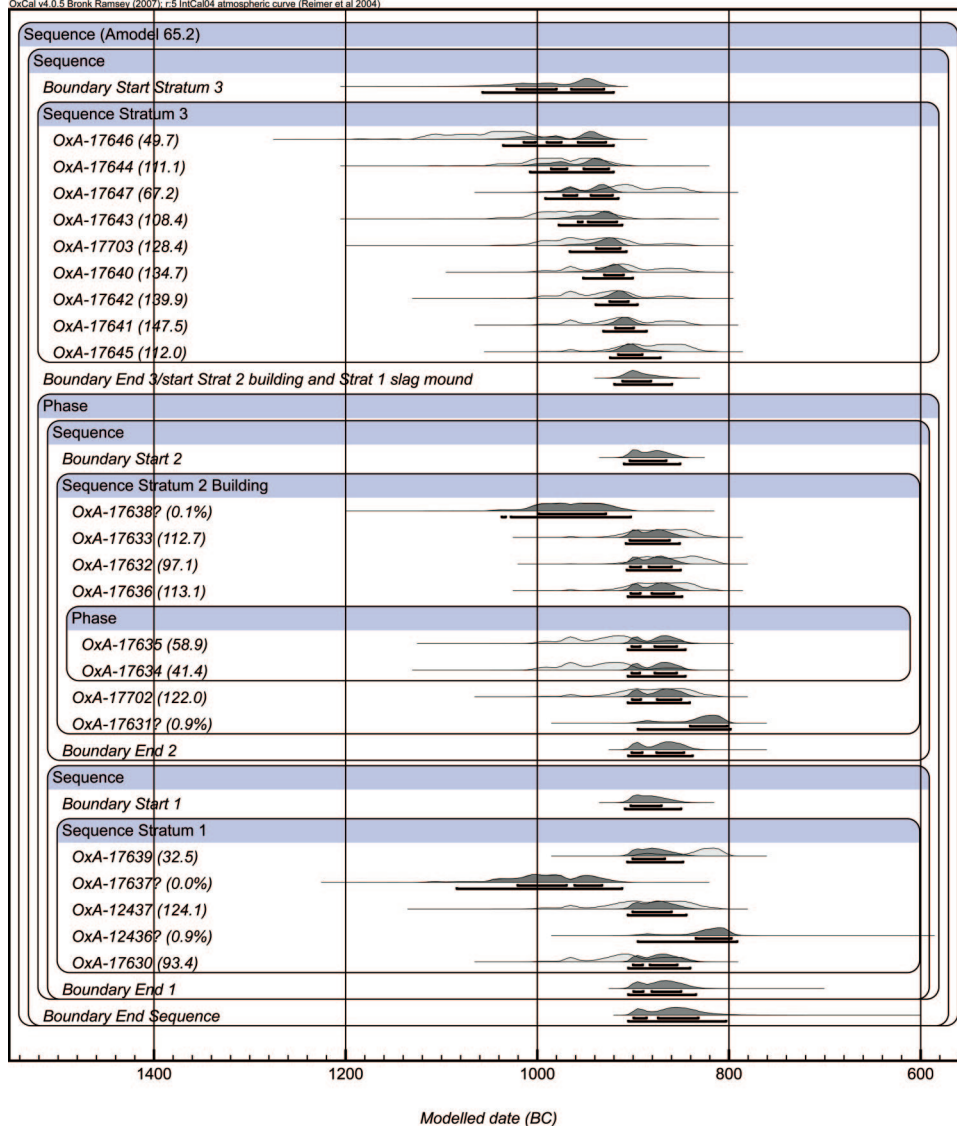 OxCal v4.0.5 Bronk Ramsey (2007); r:5 IntCal04 atmospheric curve (Reimer et al 2004)
Sequence (Amodel 65.2)
Sequence
Boundary Start Stratum 3
Sequence Stratum 3
OxA-17646 (49.7)
OxA-17644 (111.1)
OxA-17647 (67.2)
OxA-17643 (108.4)
OxA-17703 (128.4)
OxA-17640 (134.7)
OxA-17642 (139.9)
OxA-17641 (147.5)
OxA-17645 (112.0)
Boundary End 3/start Strat 2 building and Strat 1 slag mound
Phase
Sequence
Boundary Start 2
Sequence Stratum 2 Building
OxA-17638? (0.1%)
OxA-17633 (112.7)
OxA-17632 (97.1)
OxA-17636 (113.1)
Phase
OxA-17635 (58.9)
OxA-17634 (41.4)
OxA-17702 (122.0)
OxA-17631? (0.9%)
Boundary End 2
Sequence
Boundary Start 1
Sequence Stratum 1
OxA-17639 (32.5)
OxA-17637? (0.0%)
OxA-12437 (124.1)
OxA-12436? (0.9%)
OxA-17630 (93.4)
Boundary End 1
Boundary End Sequence
1400 1200 1000 800 600
Modelled date (BC)